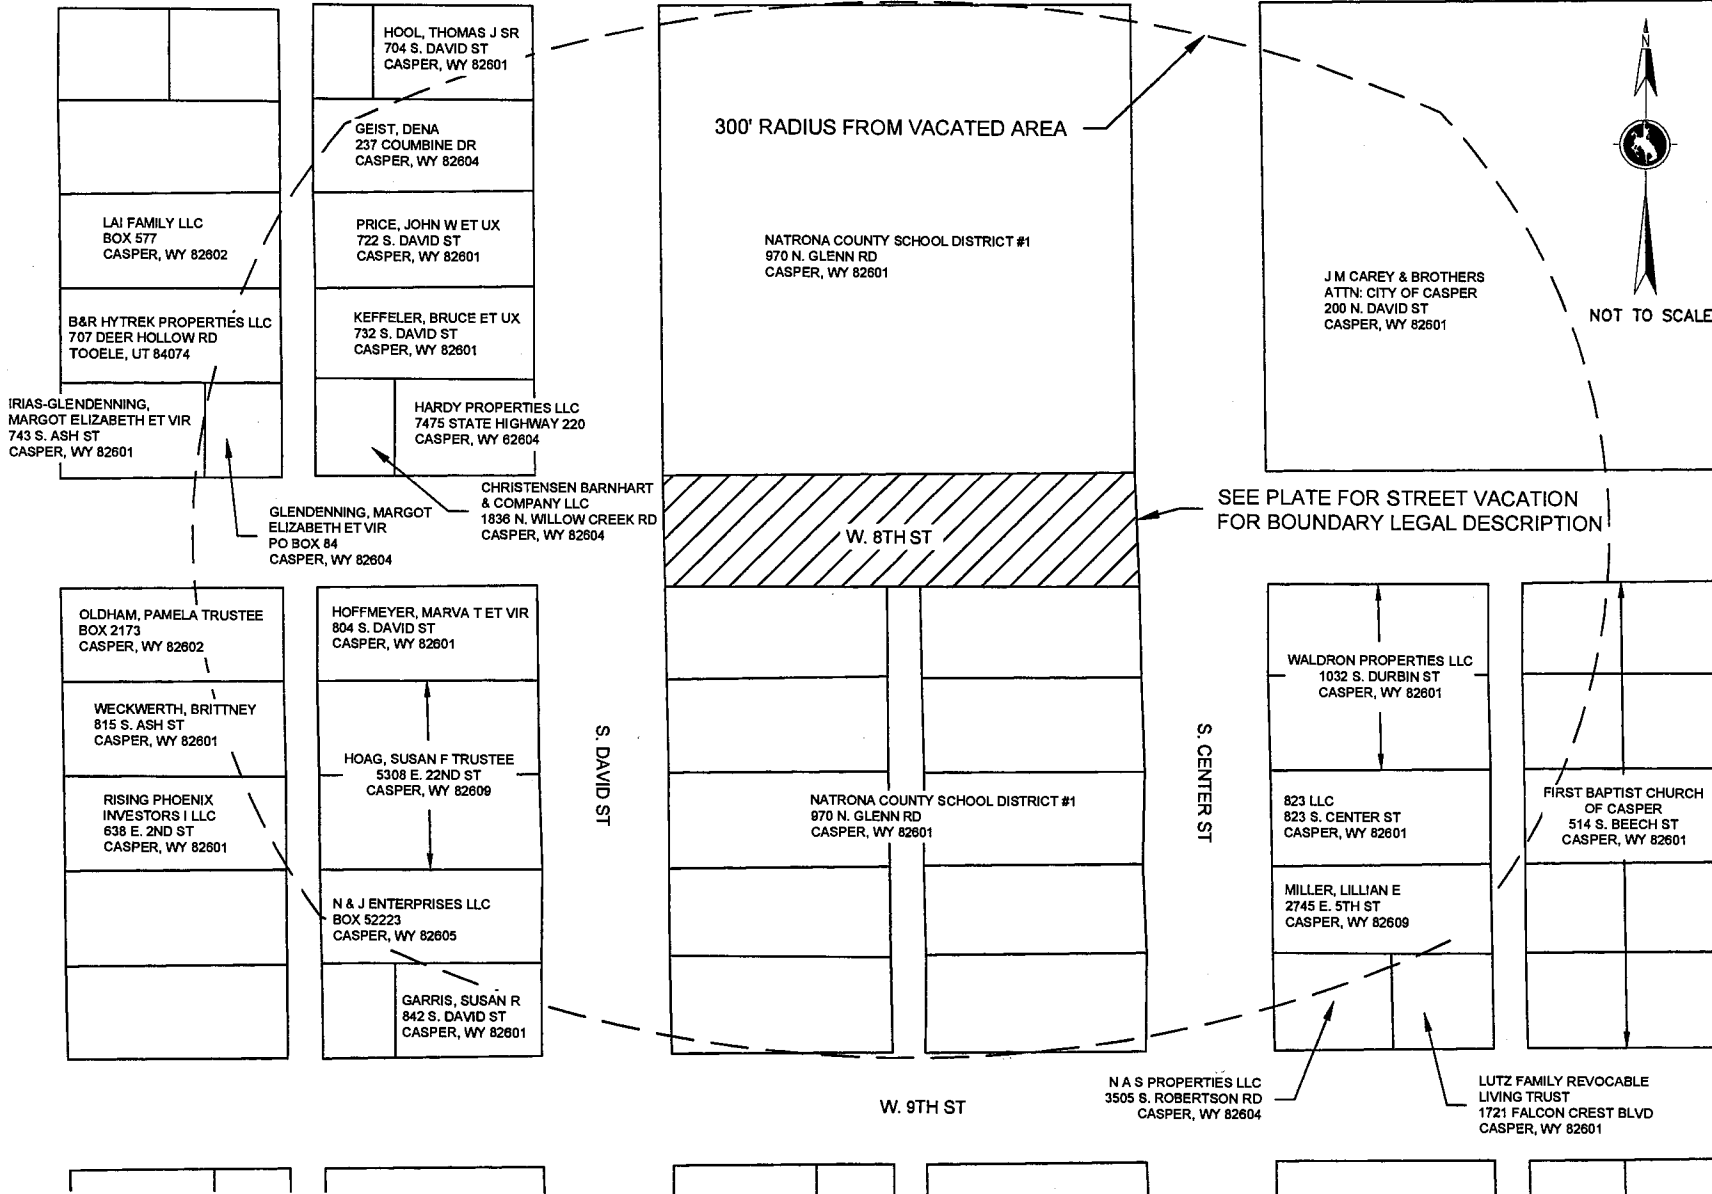 HOOL, THOMAS J SR
704 S. DAVID ST
CASPER, WY 82601
GEIST, DENA
237 COUMBINE DR
CASPER, WY 82604
300' RADIUS FROM VACATED AREA
N
LAI FAMILY LLC
BOX 577
CASPER, WY 82602
PRICE, JOHN W ET UX
722 S. DAVID ST
CASPER, WY 82601
NATRONA COUNTY SCHOOL DISTRICT #1
970 N. GLENN RD
CASPER, WY 82601
J M CAREY & BROTHERS
ATTN: CITY OF CASPER
200 N. DAVID ST
CASPER, WY 82601
NOT TO SCALE
B&R HYTREK PROPERTIES LLC
707 DEER HOLLOW RD
TOOELE, UT 84074
KEFFELER, BRUCE ET UX
732 S. DAVID ST
CASPER, WY 82601
IRIAS-GLENDENNING,
MARGOT ELIZABETH ET VIR
743 S. ASH ST
CASPER, WY 82601
HARDY PROPERTIES LLC
7475 STATE HIGHWAY 220
CASPER, WY 62604
GLENDENNING, MARGOT
ELIZABETH ET VIR
PO BOX 84
CASPER, WY 82604
CHRISTENSEN BARNHART
& COMPANY LLC
1836 N. WILLOW CREEK RD
CASPER, WY 82604
W. 8TH ST
SEE PLATE FOR STREET VACATION
FOR BOUNDARY LEGAL DESCRIPTION
OLDHAM, PAMELA TRUSTEE
BOX 2173
CASPER, WY 82602
HOFFMEYER, MARVA T ET VIR
804 S. DAVID ST
CASPER, WY 82601
WALDRON PROPERTIES LLC
1032 S. DURBIN ST
CASPER, WY 82601
WECKWERTH, BRITTNEY
815 S. ASH ST
CASPER, WY 82601
HOAG, SUSAN F TRUSTEE
5308 E. 22ND ST
CASPER, WY 82609
S. DAVID ST
S. CENTER ST
RISING PHOENIX
INVESTORS I LLC
638 E. 2ND ST
CASPER, WY 82601
NATRONA COUNTY SCHOOL DISTRICT #1
970 N. GLENN RD
CASPER, WY 82601
823 LLC
823 S. CENTER ST
CASPER, WY 82601
FIRST BAPTIST CHURCH
OF CASPER
514 S. BEECH ST
CASPER, WY 82601
N & J ENTERPRISES LLC
BOX 52223
CASPER, WY 82605
MILLER, LILLIAN E
2745 E. 5TH ST
CASPER, WY 82609
GARRIS, SUSAN R
842 S. DAVID ST
CASPER, WY 82601
N A S PROPERTIES LLC
3505 S. ROBERTSON RD
CASPER, WY 82604
LUTZ FAMILY REVOCABLE
LIVING TRUST
1721 FALCON CREST BLVD
CASPER, WY 82601
W. 9TH ST